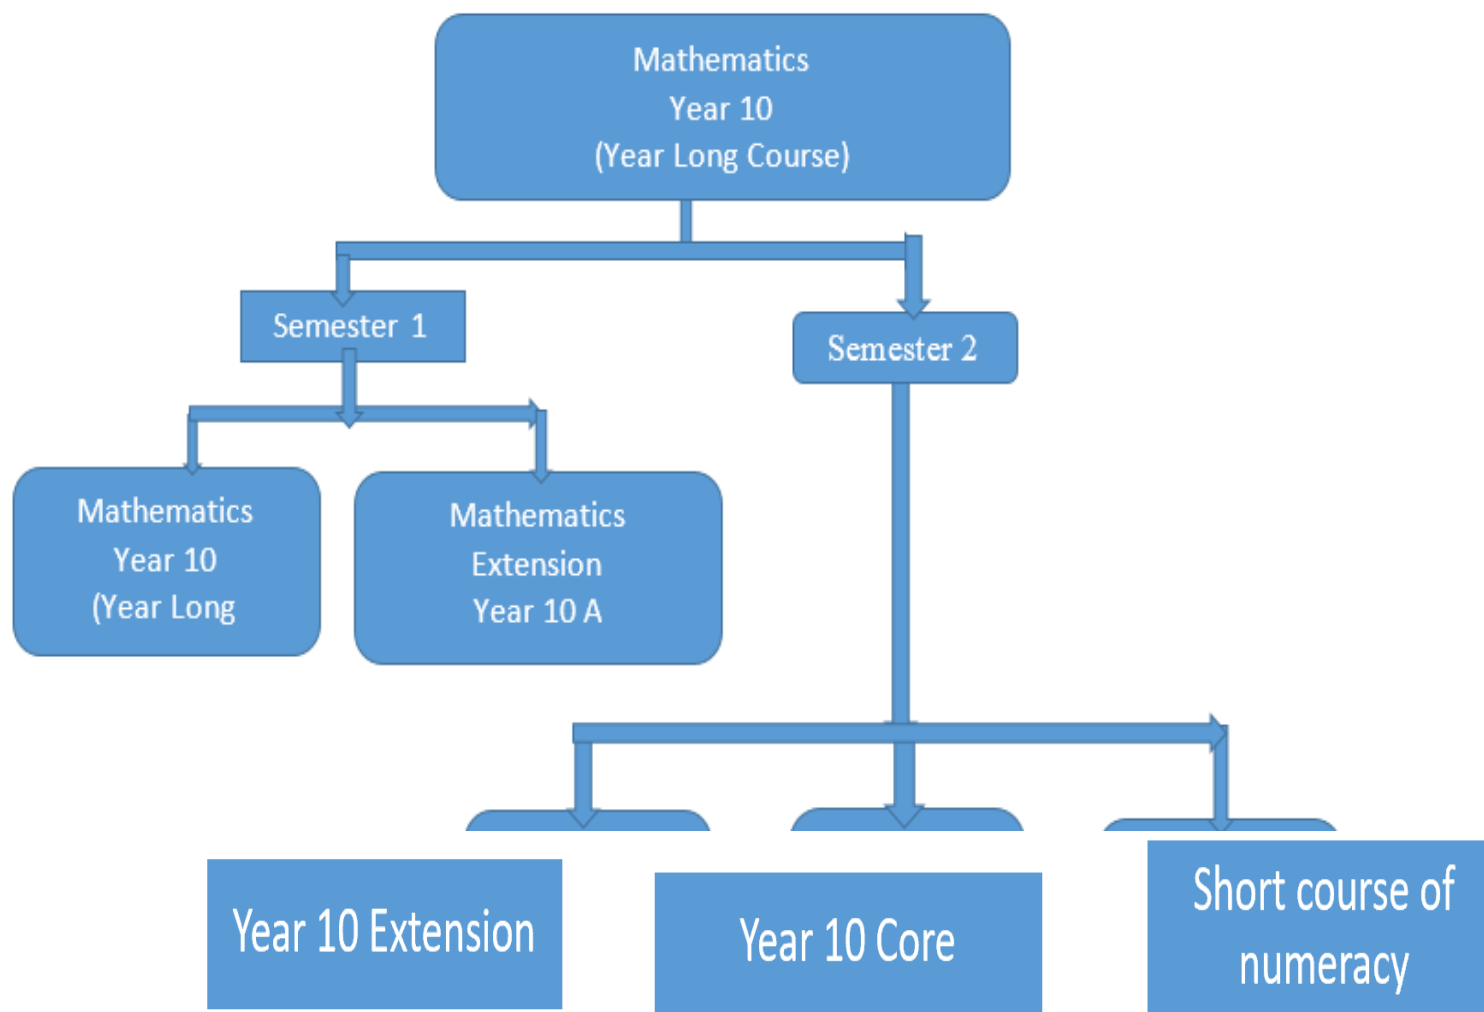 Mathematics
Year 10
(Year Long Course)
Semester 1
Semester 2
Mathematics
Year 10
(Year Long
Mathematics
Extension
Year 10 A
Year 10 Extension
Year 10 Core
Short course of
numeracy